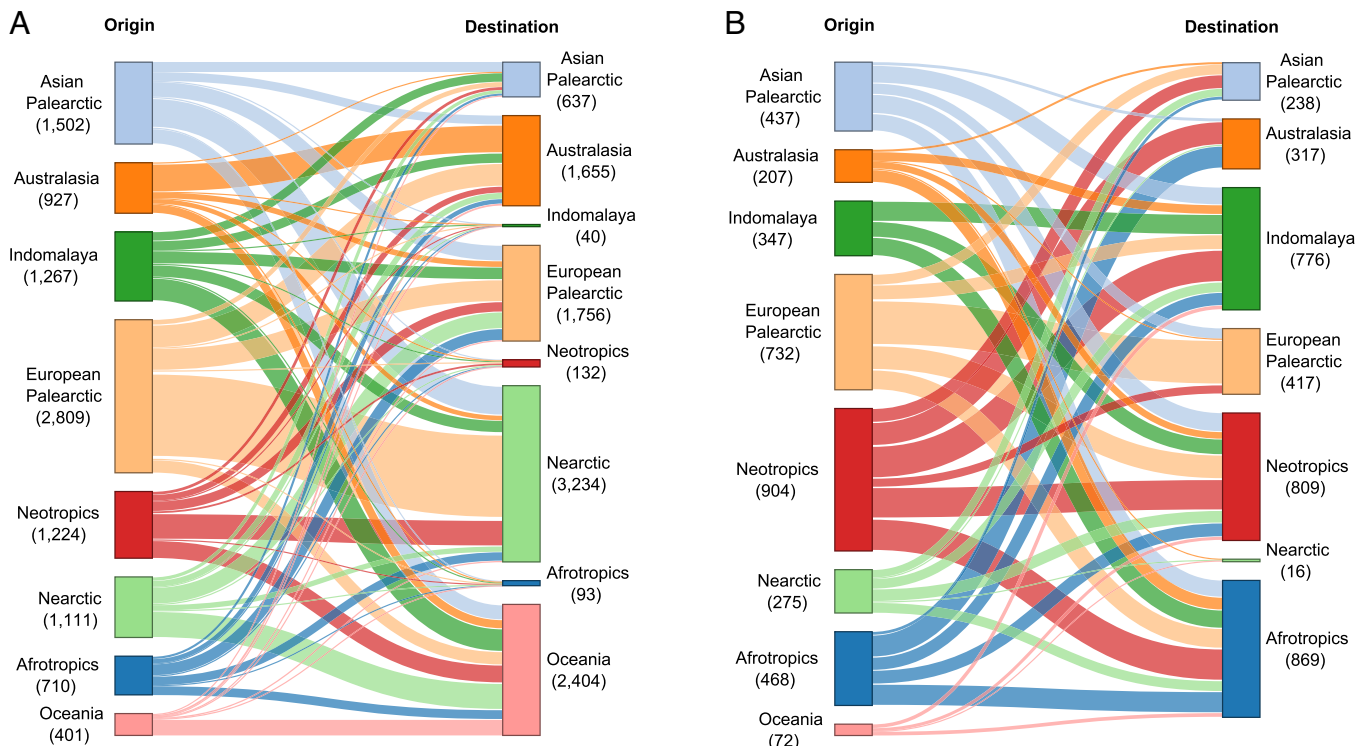 A
Origin
Destination
Asian
Palearctic
(1,502)
Australasia
(927)
Indomalaya
(1,267)
European
Palearctic
(2,809)
Neotropics
(1,224)
Nearctic
(1,111)
Afrotropics
(710)
Oceania
(401)
Asian
Palearctic
(637)
Australasia
(1,655)
Indomalaya
(40)
European
Palearctic
(1,756)
Neotropics
(132)
Nearctic
(3,234)
Afrotropics
(93)
Oceania
(2,404)
B
Origin
Destination
Asian
Palearctic
(437)
Australasia
(207)
Indomalaya
(347)
European
Palearctic
(732)
Neotropics
(904)
Nearctic
(275)
Afrotropics
(468)
Oceania
(72)
Asian
Palearctic
(238)
Australasia
(317)
Indomalaya
(776)
European
Palearctic
(417)
Neotropics
(809)
Nearctic
(16)
Afrotropics
(869)